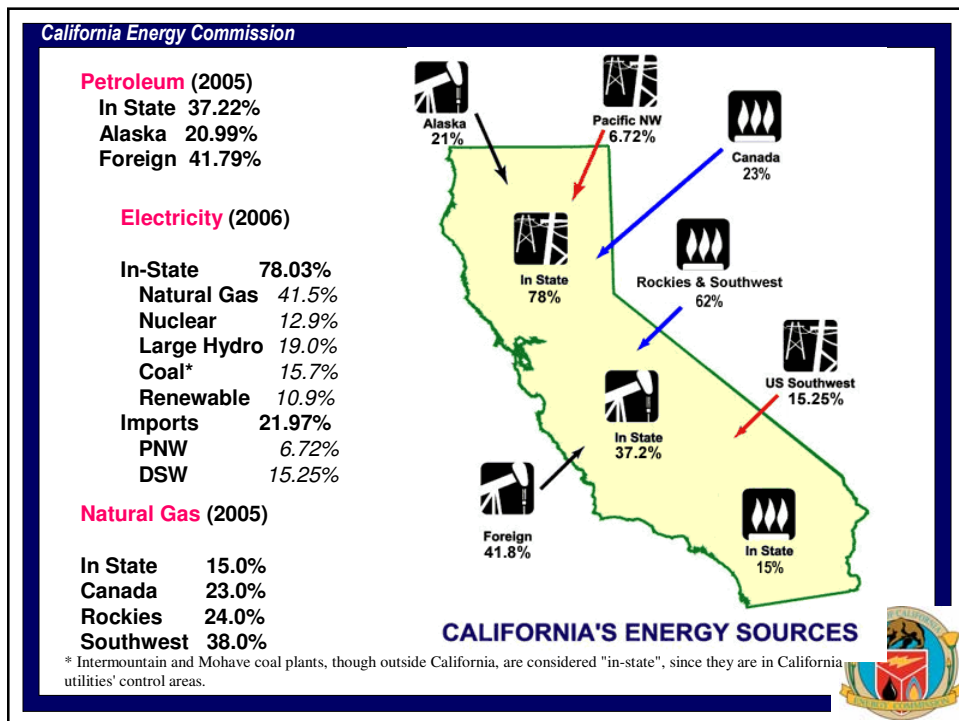 California Energy Commission
Petroleum (2005)
In State 37.22%
Alaska 20.99%
Foreign 41.79%
Electricity (2006)
In-State 78.03%
Natural Gas 41.5%
Nuclear 12.9%
Large Hydro 19.0%
Coal* 15.7%
Renewable 10.9%
Imports 21.97%
PNW 6.72%
DSW 15.25%
Natural Gas (2005)
In State 15.0%
Canada 23.0%
Rockies 24.0%
Southwest 38.0%
Alaska
21%
Pacific NW
6.72%
Canada
23%
In State
78%
Rockies & Southwest
62%
US Southwest
15.25%
In State
37.2%
Foreign
41.8%
In State
15%
CALIFORNIA'S ENERGY SOURCES
* Intermountain and Mohave coal plants, though outside California, are considered "in-state", since they are in California
utilities' control areas.
ENERGY COMMISSION